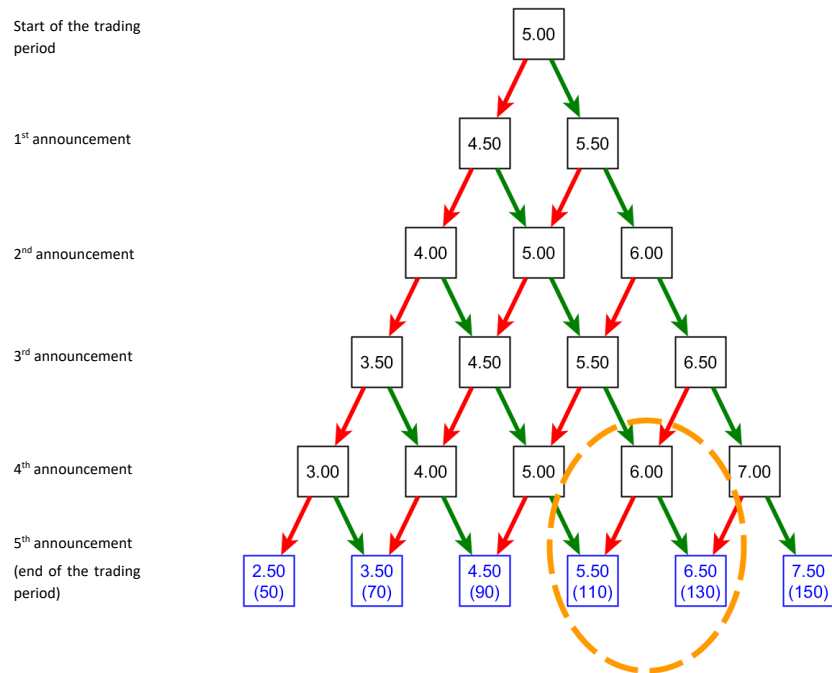 Start of the trading
period
5.00
1st announcement
4.50 5.50
2nd announcement
4.00 5.00 6.00
3rd announcement
3.50 4.50 5.50 6.50
4th announcement
3.00 4.00 5.00 6.00 7.00
5th announcement
(end of the trading
period)
2.50 3.50 4.50 5.50 6.50 7.50
(50) (70) (90) (110) (130) (150)